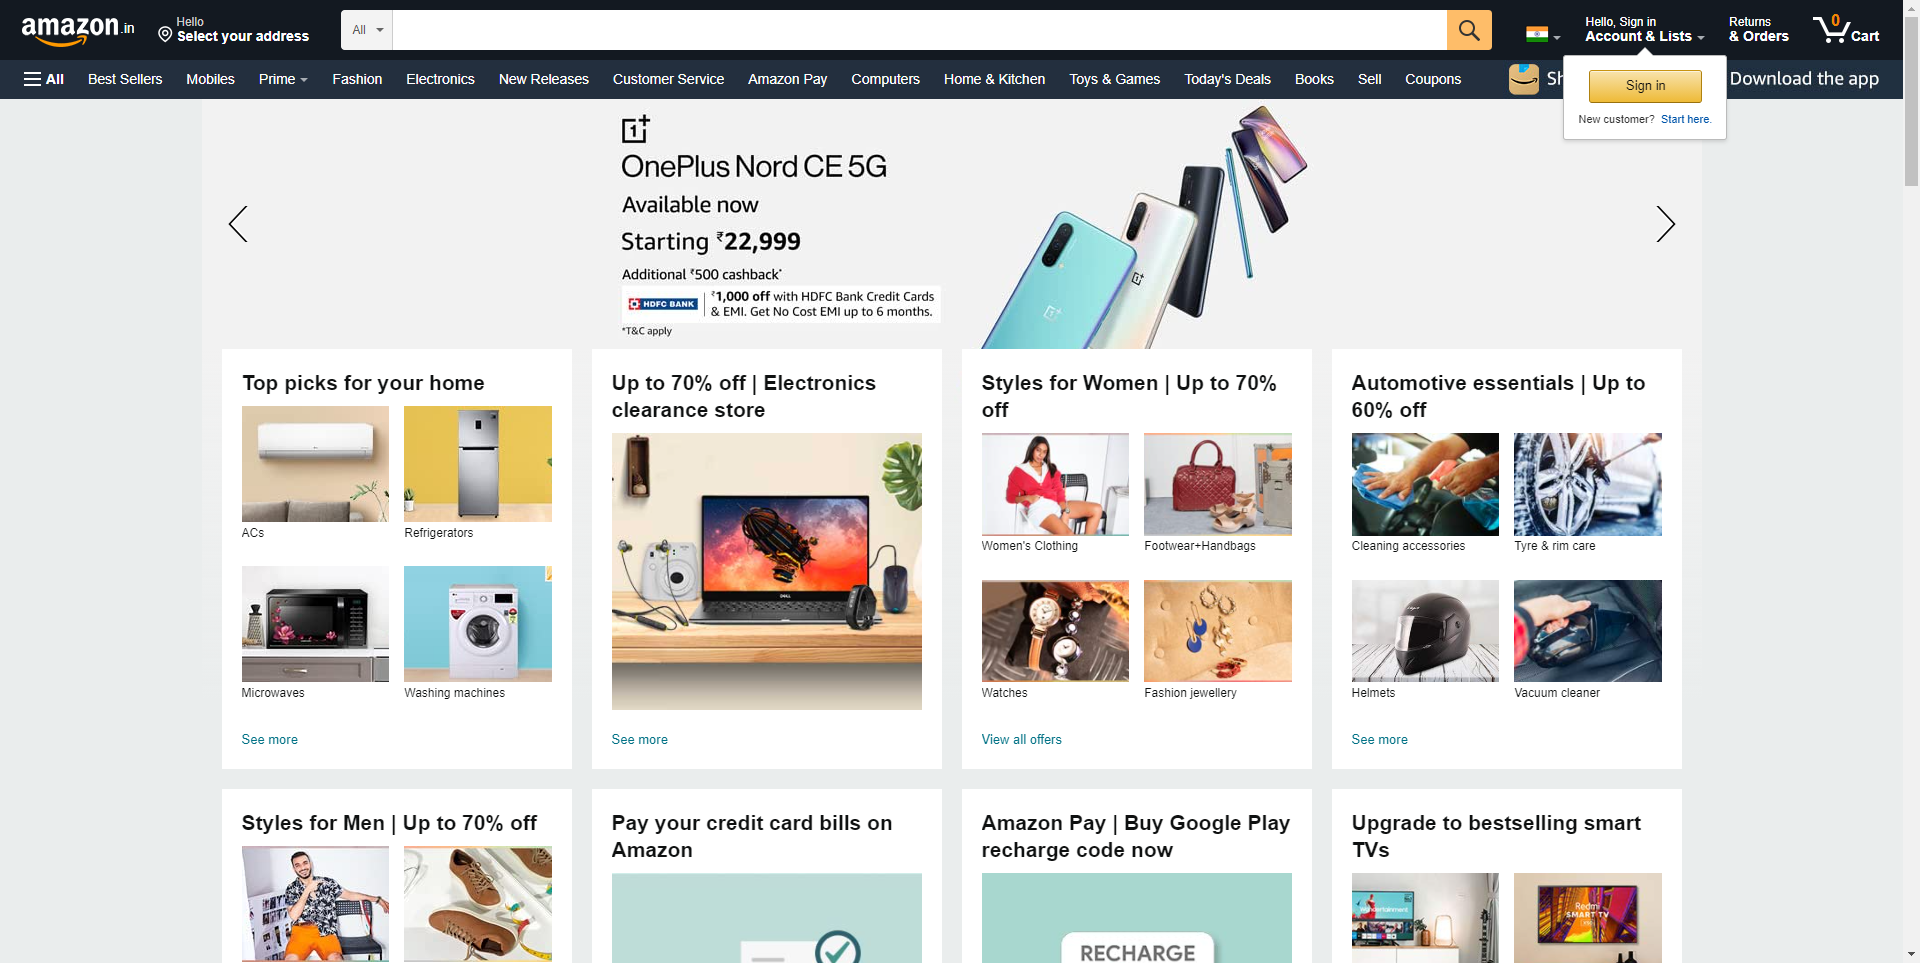 amazon.in
Hello
Select your address
All
Hello, Sign in
Account & Lists
Returns
& Orders
0
Cart
All
Best Sellers
Mobiles
Prime
Fashion
Electronics
New Releases
Customer Service
Amazon Pay
Computers
Home & Kitchen
Toys & Games
Today's Deals
Books
Sell
Coupons
Sh
Download the app
Sign in
New customer? Start here.
1+
OnePlus Nord CE 5G
Available now
Starting ₹22,999
Additional ₹500 cashback*
HDFC BANK
₹1,000 off with HDFC Bank Credit Cards
& EMI. Get No Cost EMI up to 6 months.
*T&C apply
Top picks for your home
ACs
Refrigerators
Microwaves
Washing machines
See more
Up to 70% off | Electronics
clearance store
DELL
See more
Styles for Women | Up to 70%
off
Women's Clothing
Footwear+Handbags
Watches
Fashion jewellery
View all offers
Automotive essentials | Up to
60% off
Cleaning accessories
Tyre & rim care
Helmets
Vacuum cleaner
See more
Styles for Men | Up to 70% off
Pay your credit card bills on
Amazon
Amazon Pay | Buy Google Play
recharge code now
RECHARGE
Upgrade to bestselling smart
TVs
Redmi
SMART TV